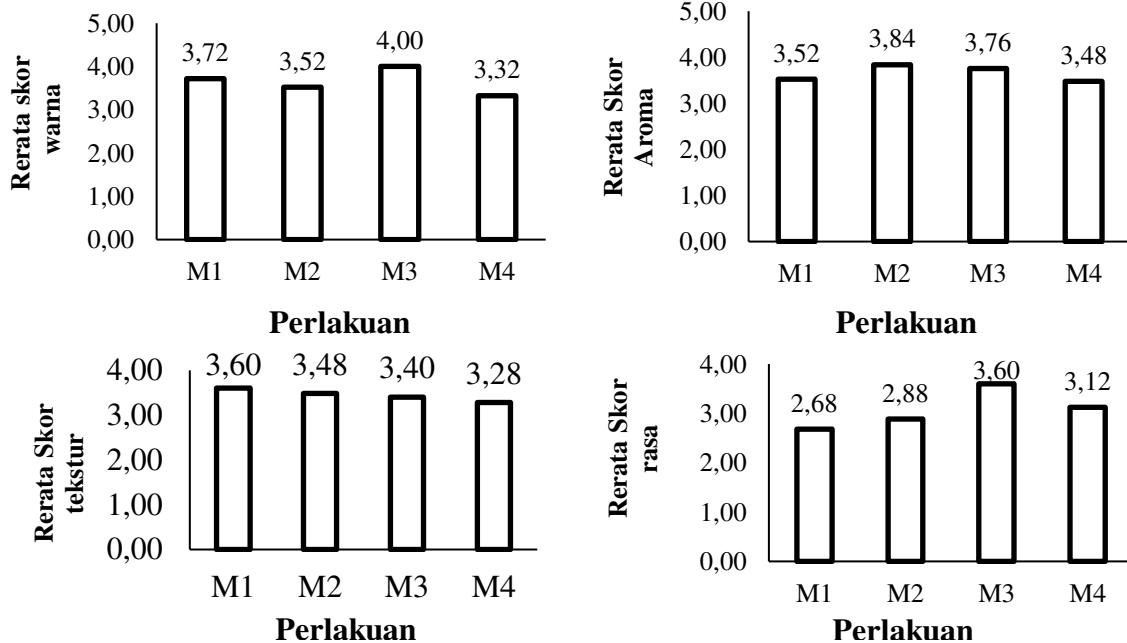 Rerata skor
warna
5,00
4,00
3,00
2,00
1,00
0,00
3,72
3,52
4,00
3,32
M1 M2 M3 M4
Perlakuan
Rerata Skor
Aroma
5,00
4,00
3,00
2,00
1,00
0,00
3,52
3,84
3,76
3,48
M1 M2 M3 M4
Perlakuan
Rerata Skor
tekstur
4,00
3,00
2,00
1,00
0,00
3,60
3,48
3,40
3,28
M1 M2 M3 M4
Perlakuan
Rerata Skor
rasa
4,00
3,00
2,00
1,00
0,00
2,68
2,88
3,60
3,12
M1 M2 M3 M4
Perlakuan